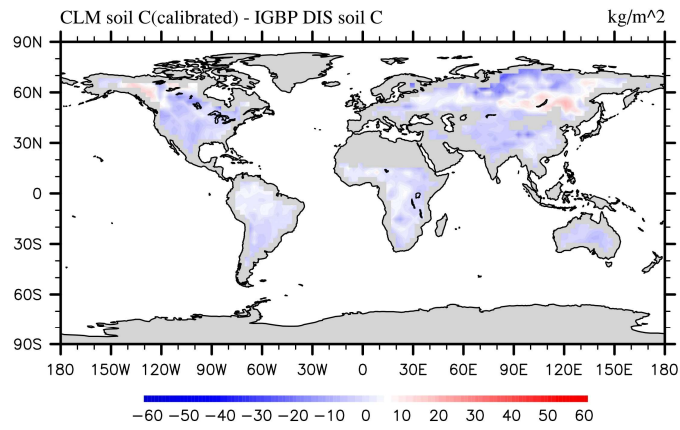 CLM soil C(calibrated) - IGBP DIS soil C kg/m^2
90N
60N
30N
0
30S
60S
90S
180 150W 120W 90W 60W 30W 0 30E 60E 90E 120E 150E 180
-60 -50 -40 -30 -20 -10 0 10 20 30 40 50 60